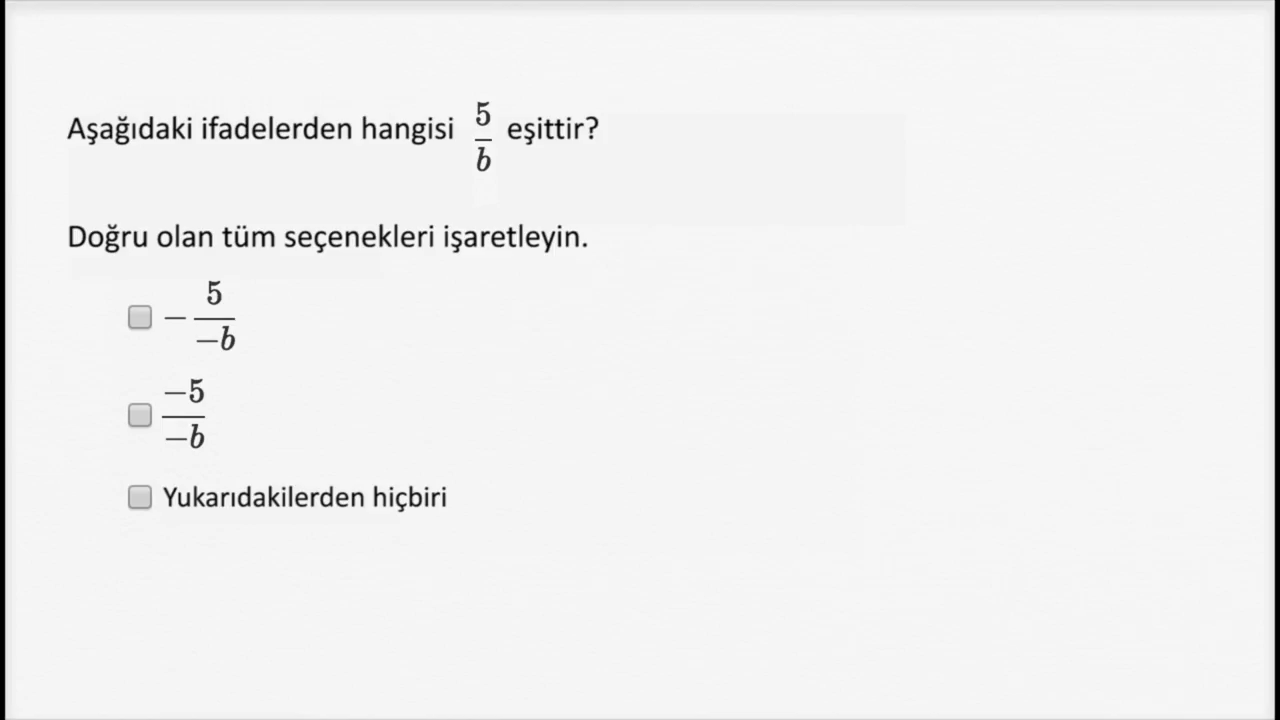 Aşağıdaki ifadelerden hangisi 5/b eşittir?
Doğru olan tüm seçenekleri işaretleyin.
− 5/−b
−5/−b
Yukarıdakilerden hiçbiri